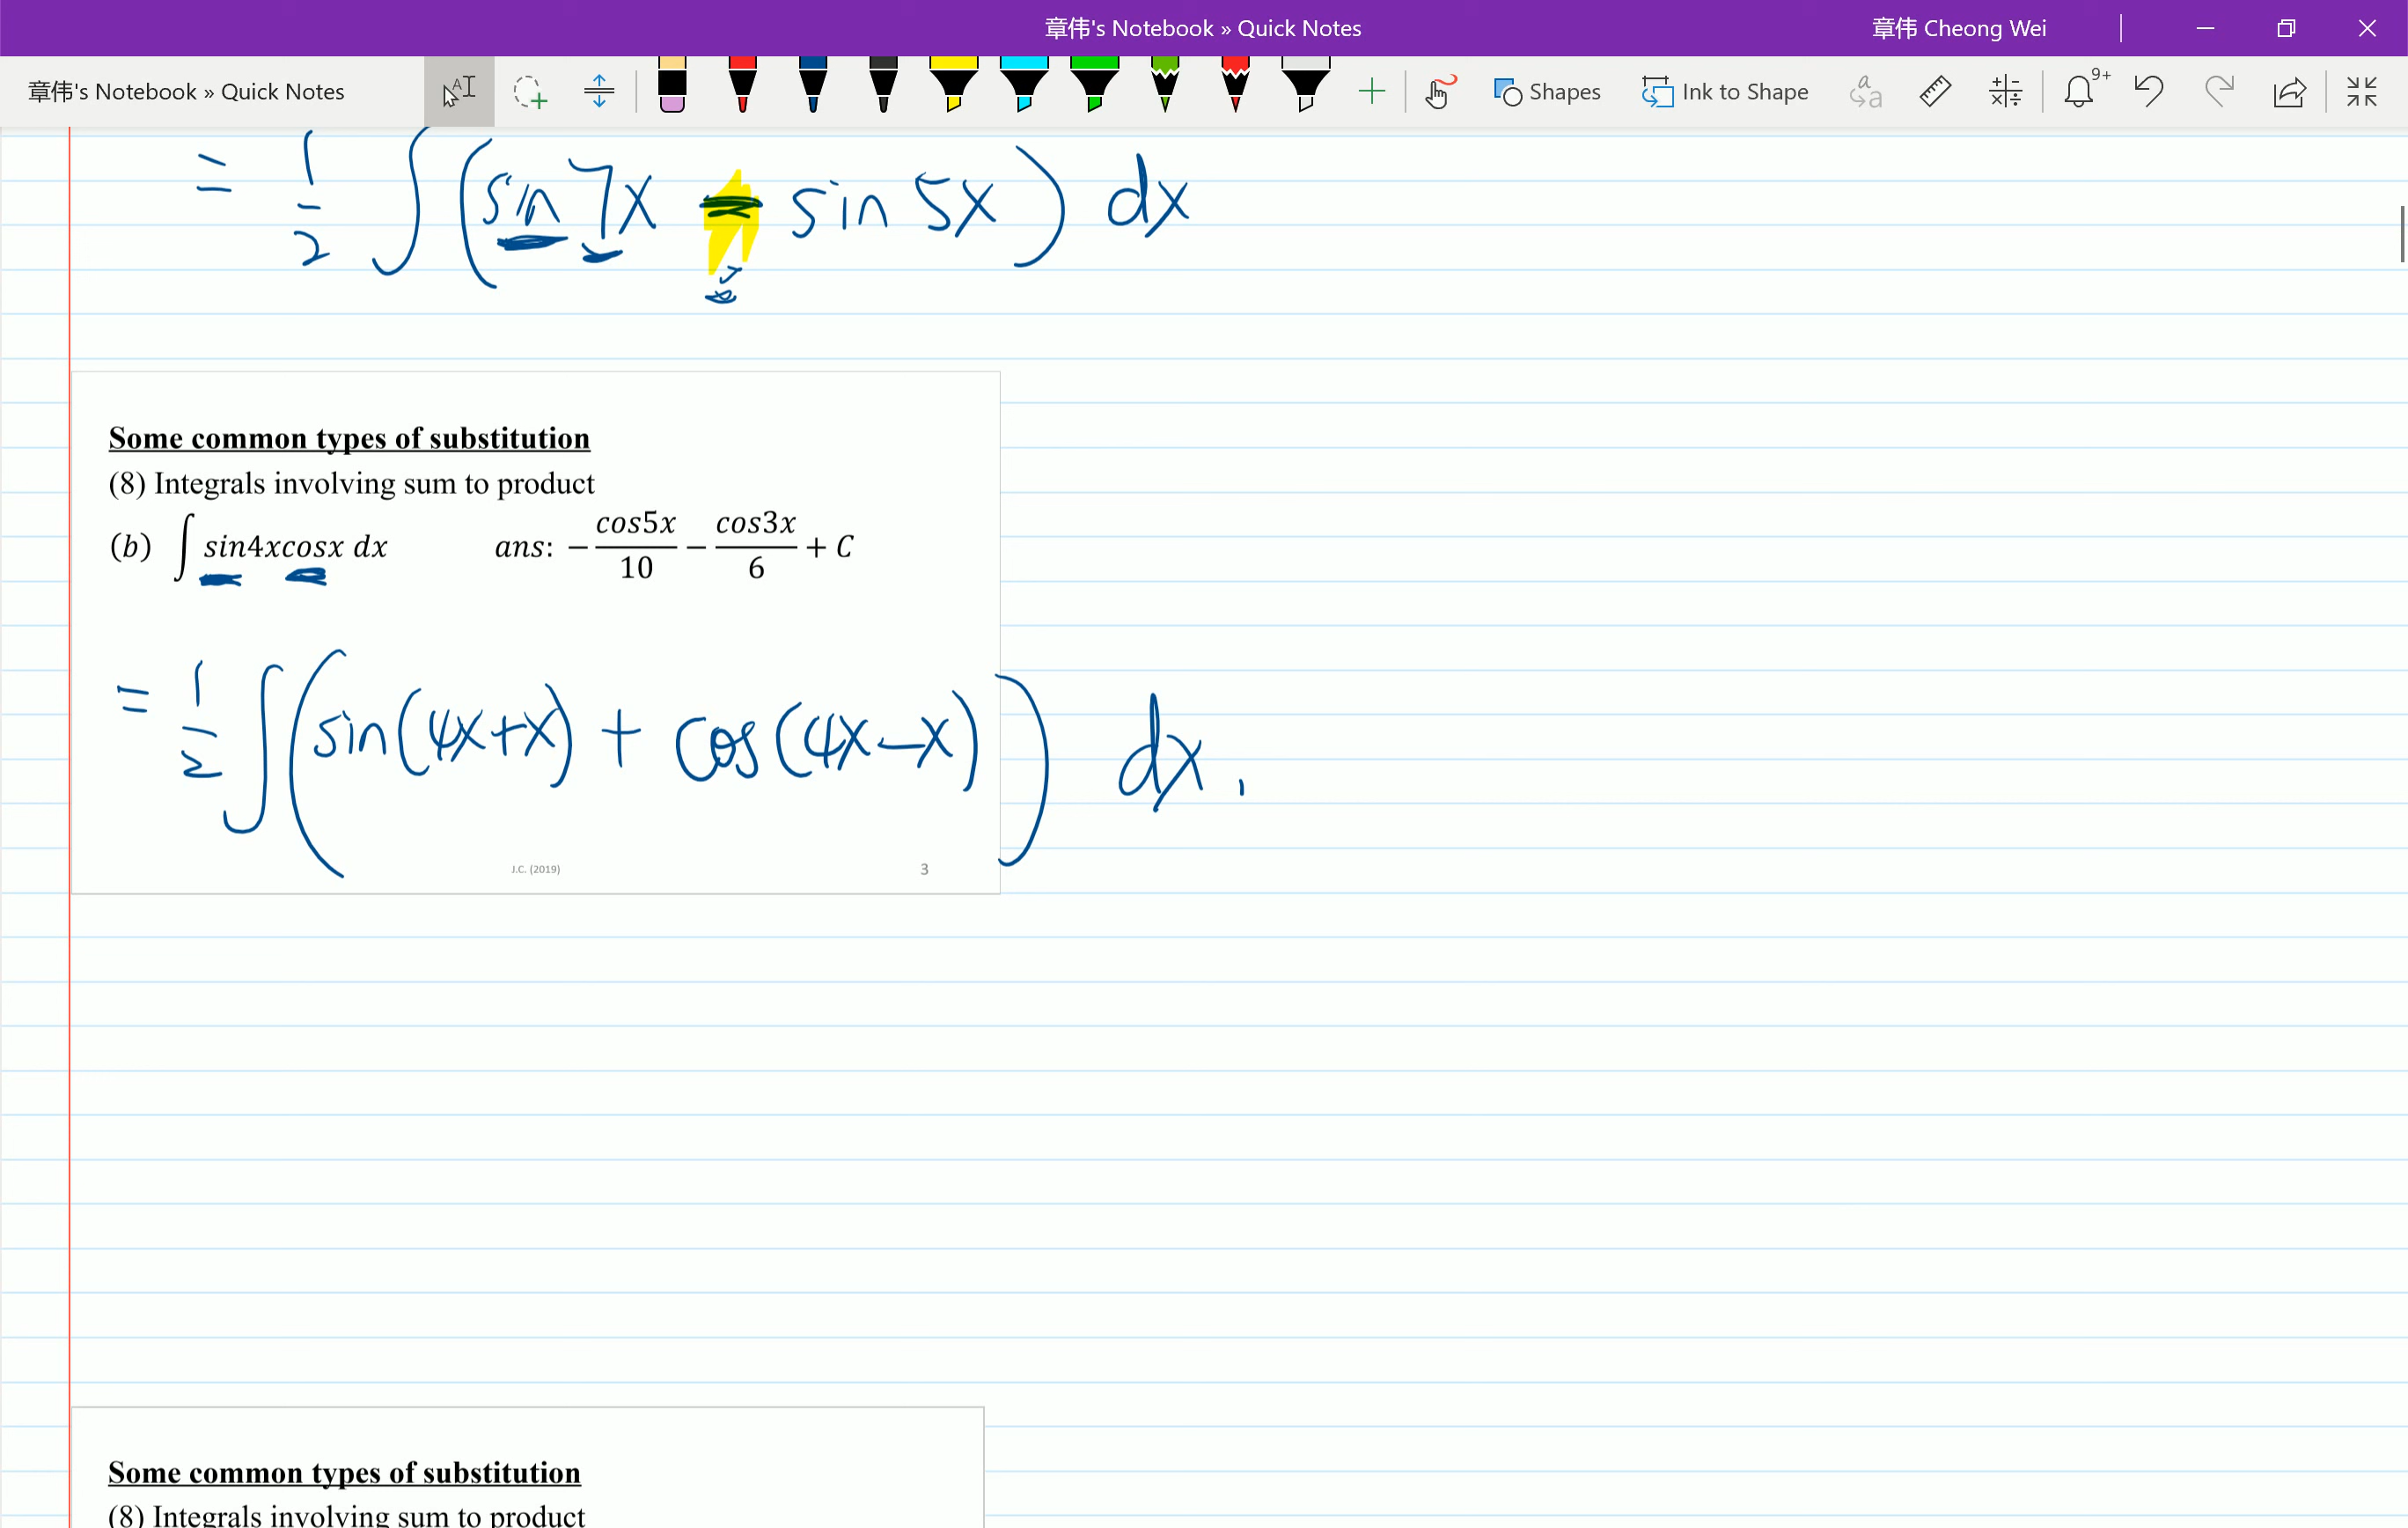 章伟's Notebook » Quick Notes 章伟 Cheong Wei
章伟's Notebook » Quick Notes Shapes Ink to Shape 9+
= 1/2 ∫ (sin 7x sin 5x) dx
Some common types of substitution
(8) Integrals involving sum to product
(b) ∫ sin4xcosx dx ans: − cos5x/10 − cos3x/6 + C
= 1/2 ∫ (sin(4x+x) + cos(4x−x)) dx
J.C. (2019) 3
Some common types of substitution
(8) Integrals involving sum to product